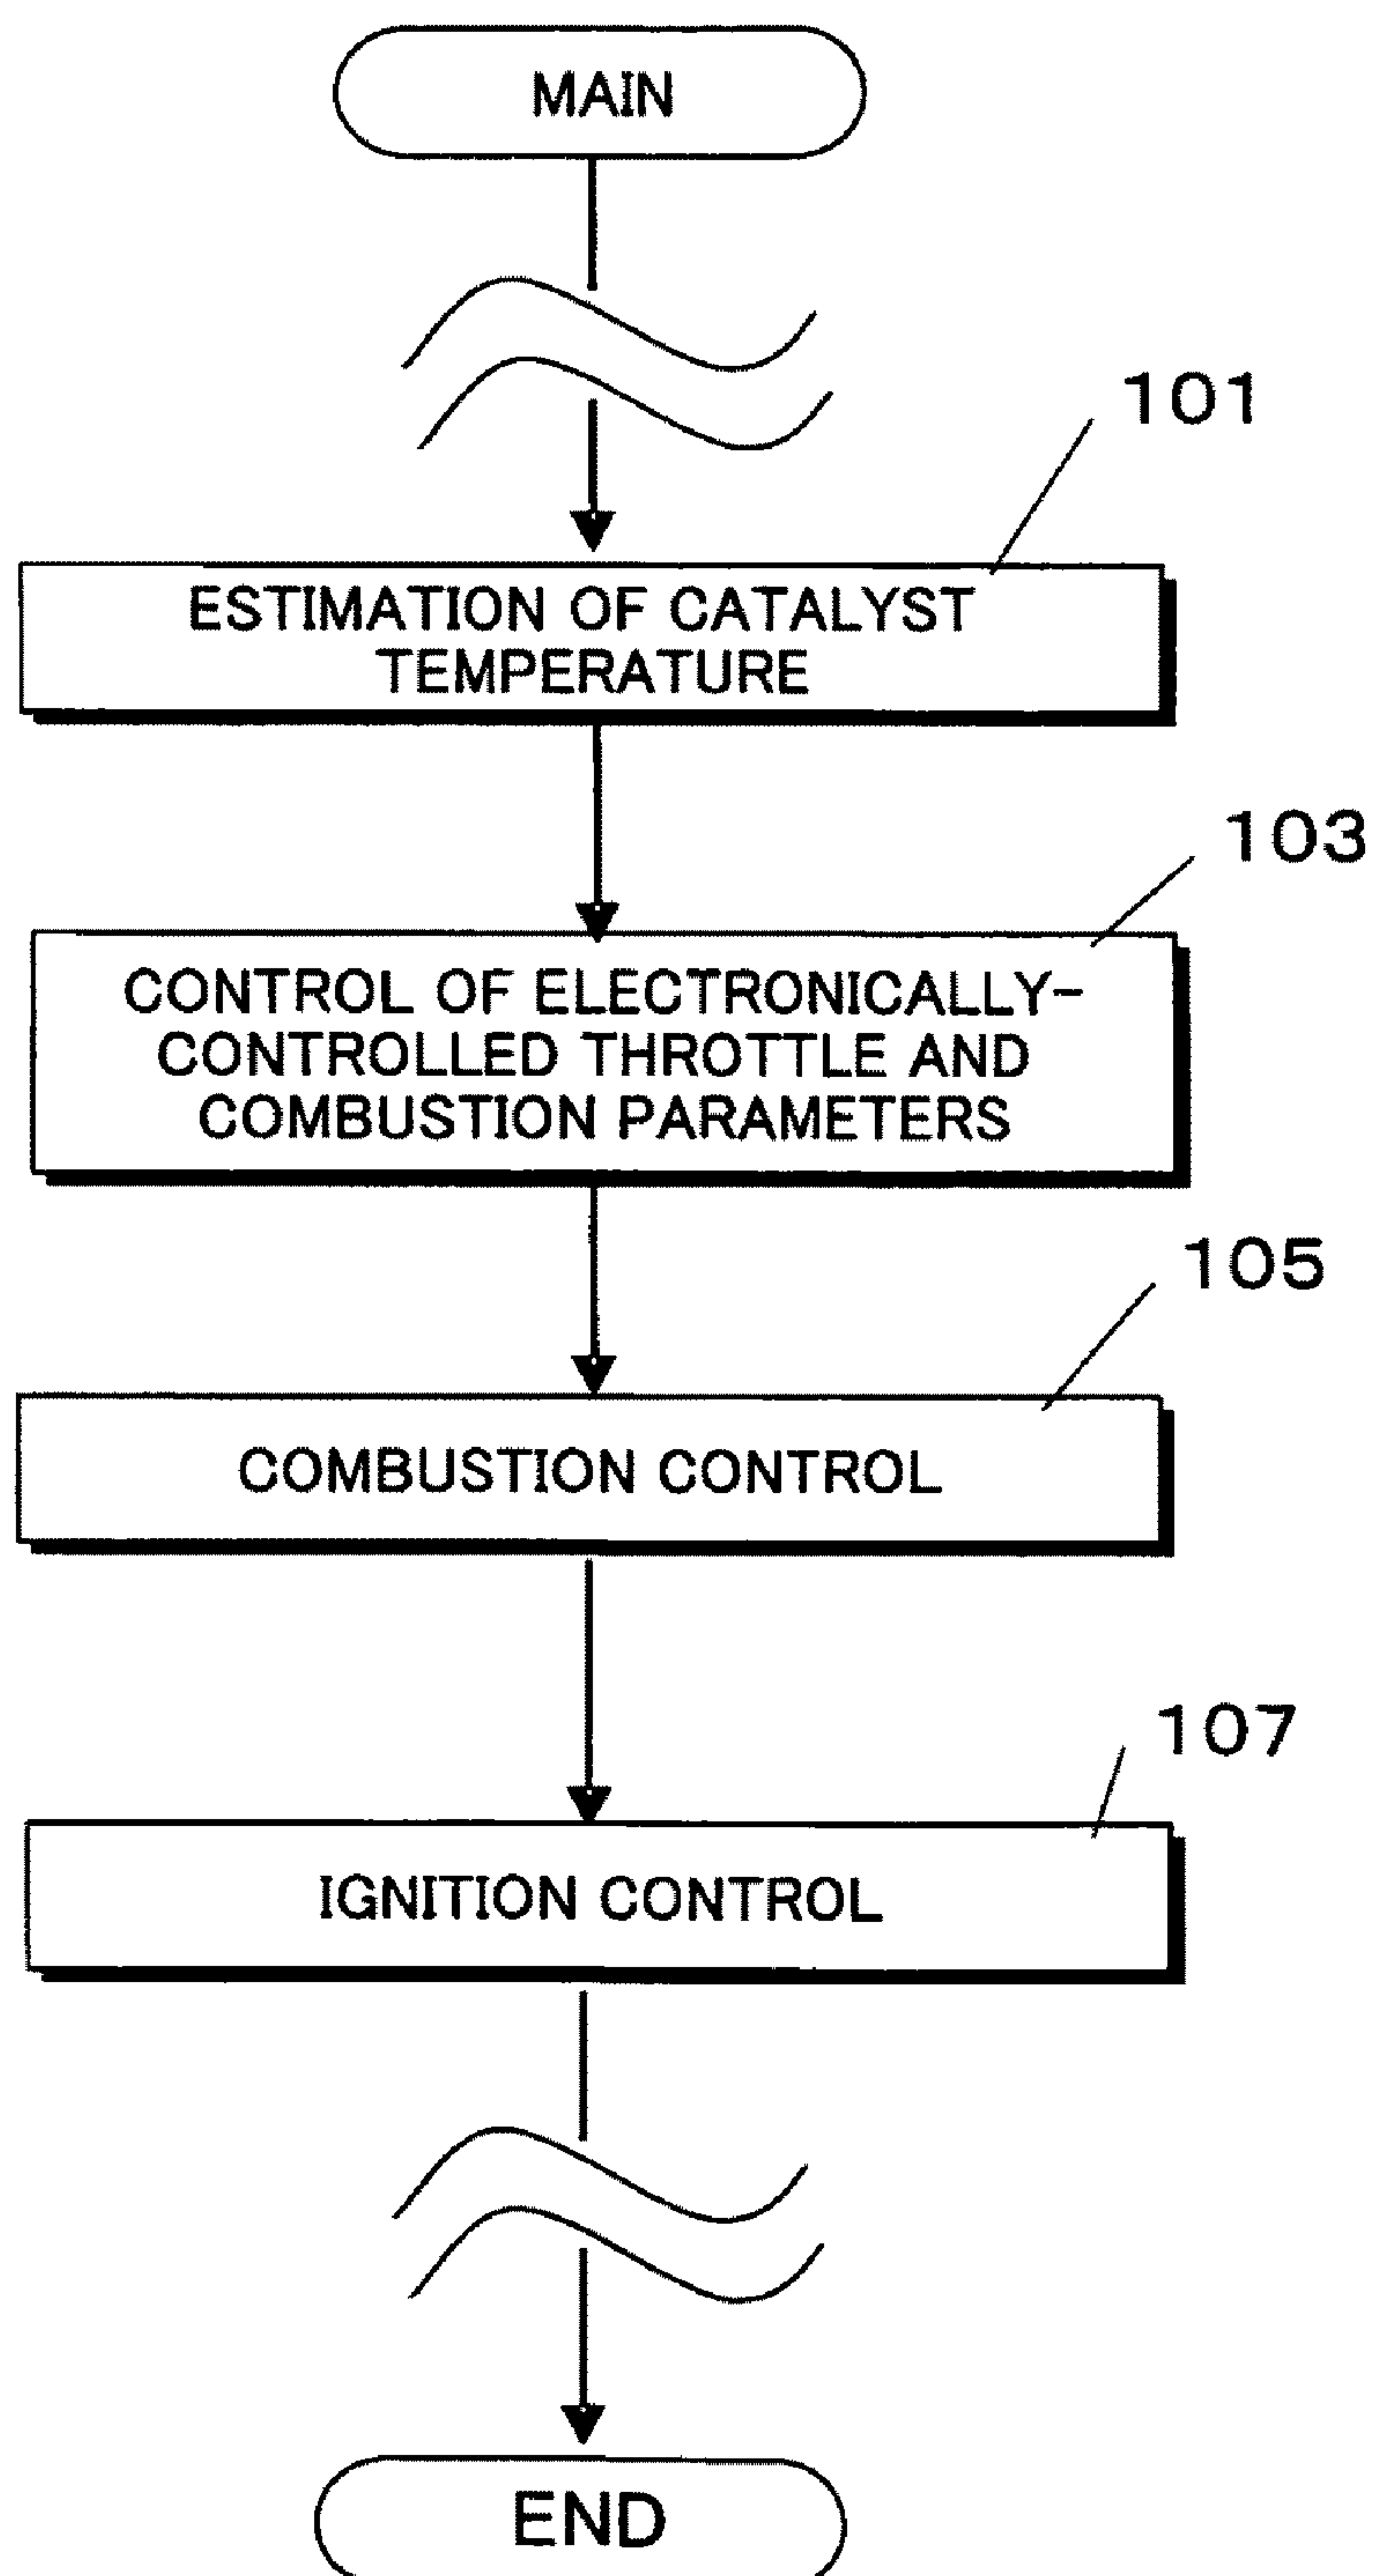 MAIN
101
ESTIMATION OF CATALYST
TEMPERATURE
103
CONTROL OF ELECTRONICALLY-
CONTROLLED THROTTLE AND
COMBUSTION PARAMETERS
105
COMBUSTION CONTROL
107
IGNITION CONTROL
END